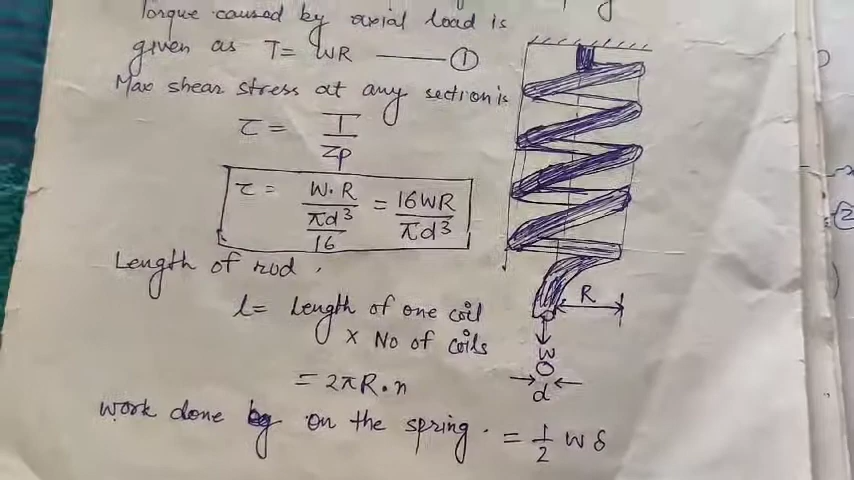 Torque caused by axial load is
given as T = WR ——— ①
Max shear stress at any section is
τ = T / Zp
τ = W·R / (πd³/16) = 16WR / πd³
Length of rod.
l = Length of one coil
× No of coils
= 2πR·n
work done on the spring. = 1/2 W δ
R
W
d